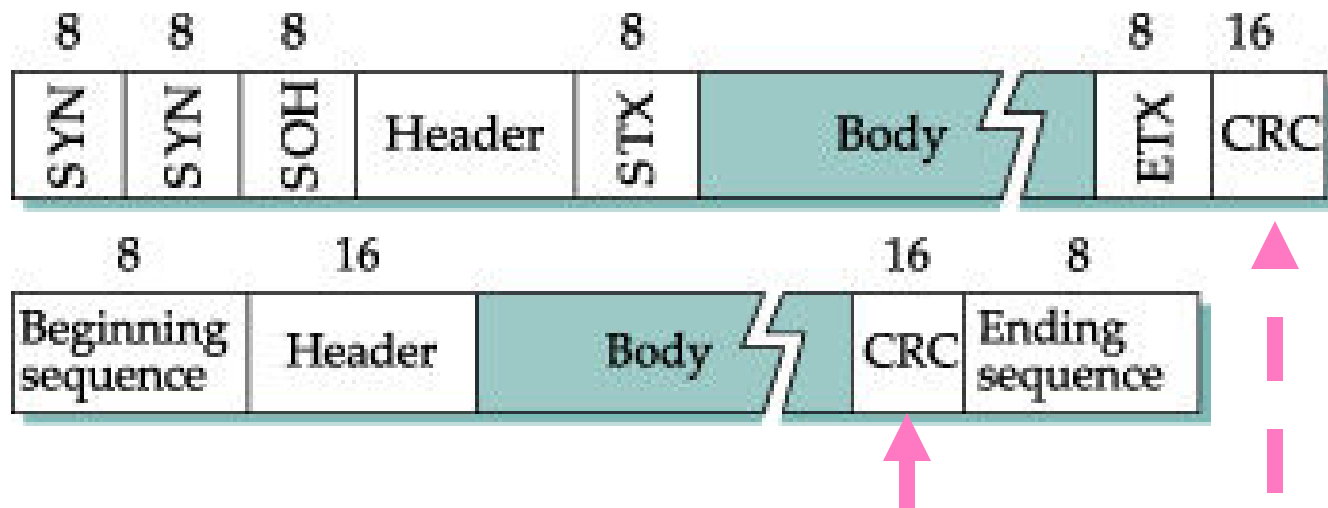 8 8 8 8 8 16
SYN SYN SOH Header STX Body ETX CRC
8 16 16 8
Beginning sequence Header Body CRC Ending sequence